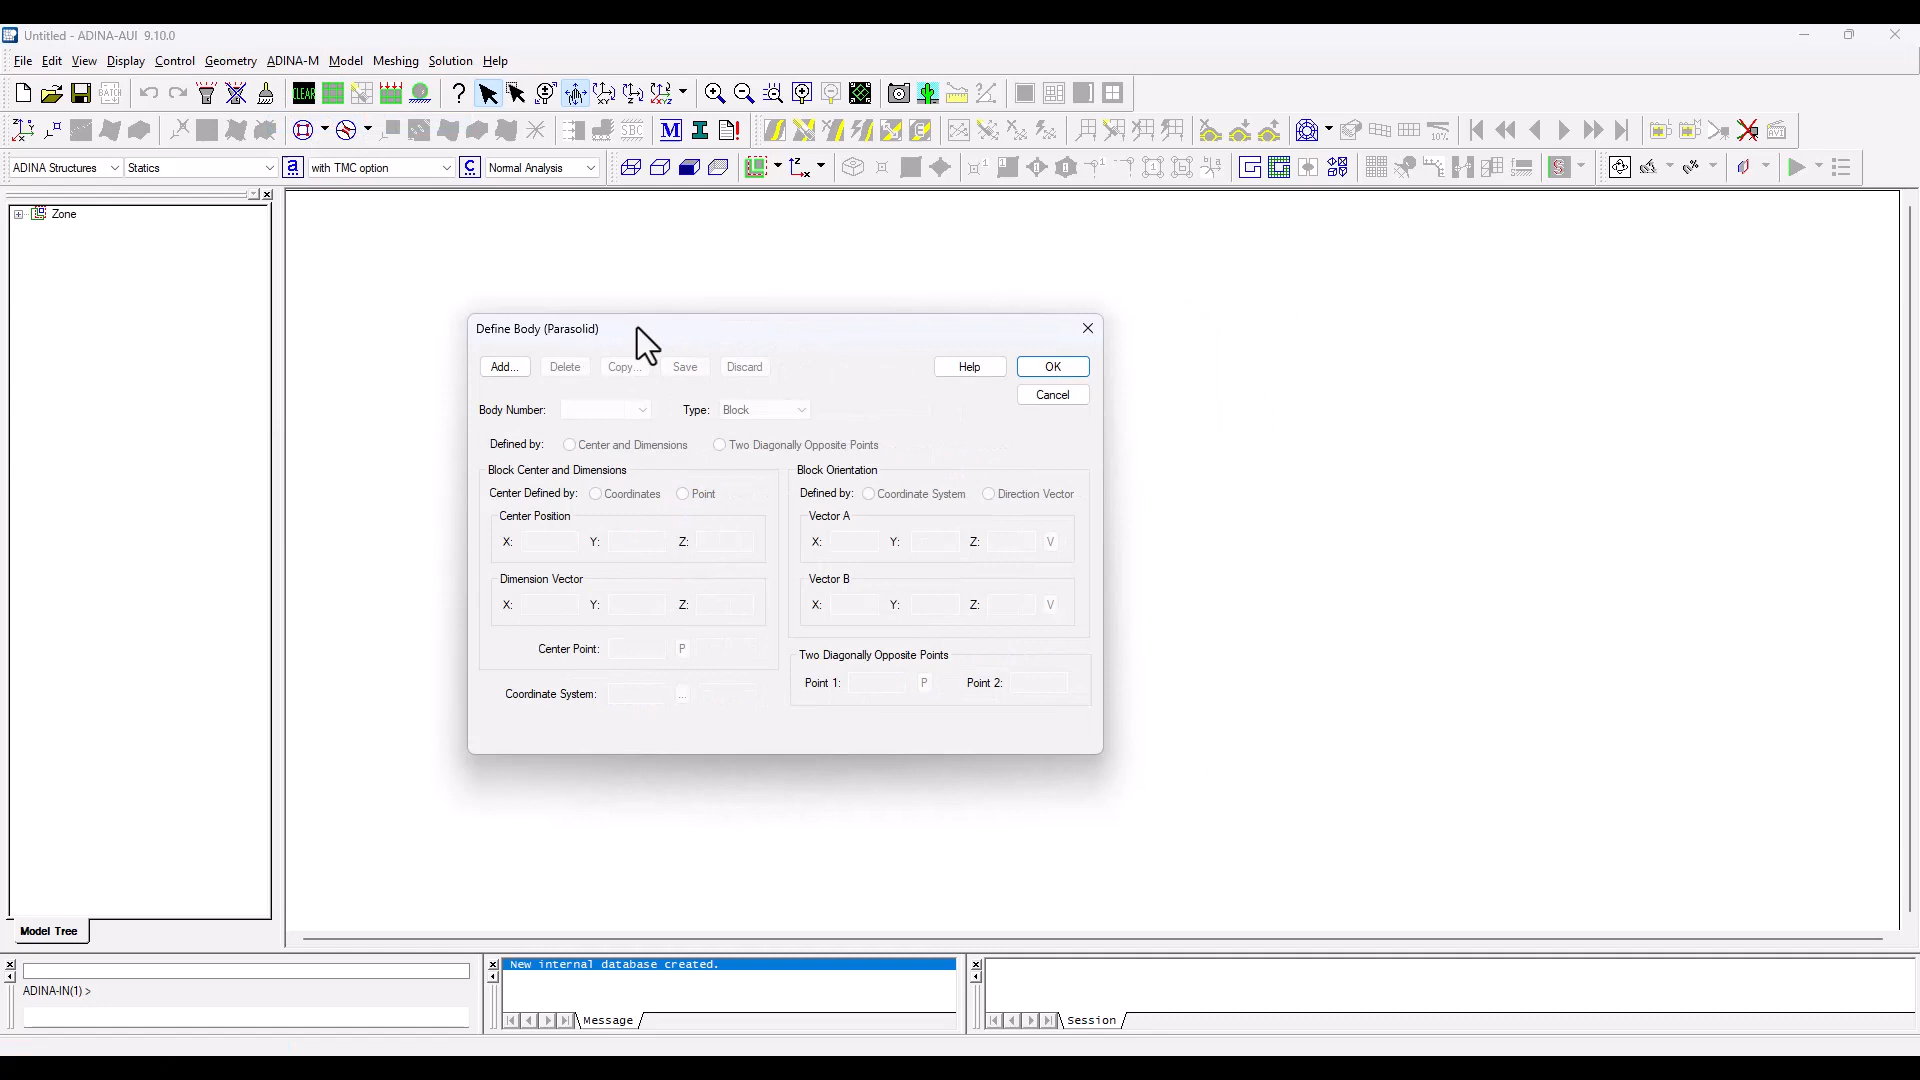 Untitled - ADINA-AUI 9.10.0
File Edit View Display Control Geometry ADINA-M Model Meshing Solution Help
BATCH CLEAR
SBC M 10% AVI
ADINA Structures Statics a with TMC option C Normal Analysis
Zone
Define Body (Parasolid)
Add... Delete Copy... Save Discard Help OK
Cancel
Body Number: Type: Block
Defined by: Center and Dimensions Two Diagonally Opposite Points
Block Center and Dimensions Block Orientation
Center Defined by: Coordinates Point Defined by: Coordinate System Direction Vector
Center Position Vector A
X: Y: Z: X: Y: Z: V
Dimension Vector Vector B
X: Y: Z: X: Y: Z: V
Center Point: P Two Diagonally Opposite Points
Coordinate System: ... Point 1: P Point 2:
Model Tree
New internal database created.
ADINA-IN(1) >
Message Session